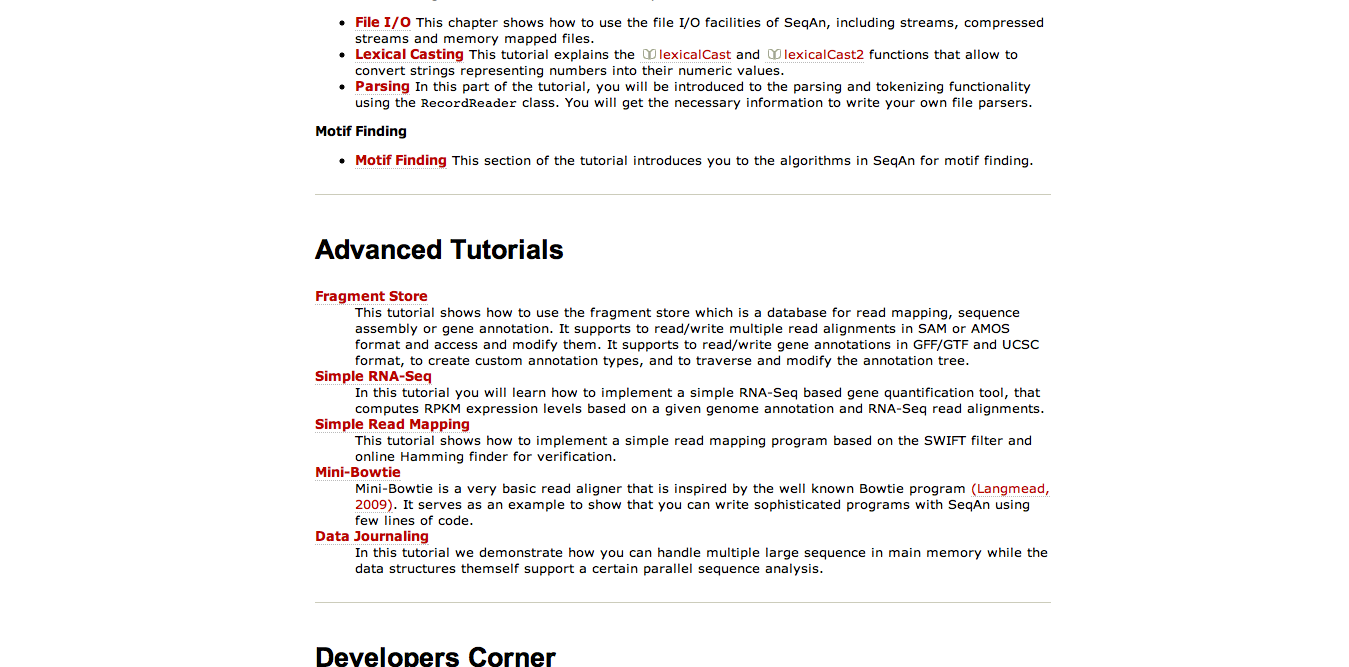 File I/O This chapter shows how to use the file I/O facilities of SeqAn, including streams, compressed
streams and memory mapped files.
Lexical Casting This tutorial explains the lexicalCast and lexicalCast2 functions that allow to
convert strings representing numbers into their numeric values.
Parsing In this part of the tutorial, you will be introduced to the parsing and tokenizing functionality
using the RecordReader class. You will get the necessary information to write your own file parsers.
Motif Finding
Motif Finding This section of the tutorial introduces you to the algorithms in SeqAn for motif finding.
Advanced Tutorials
Fragment Store
This tutorial shows how to use the fragment store which is a database for read mapping, sequence
assembly or gene annotation. It supports to read/write multiple read alignments in SAM or AMOS
format and access and modify them. It supports to read/write gene annotations in GFF/GTF and UCSC
format, to create custom annotation types, and to traverse and modify the annotation tree.
Simple RNA-Seq
In this tutorial you will learn how to implement a simple RNA-Seq based gene quantification tool, that
computes RPKM expression levels based on a given genome annotation and RNA-Seq read alignments.
Simple Read Mapping
This tutorial shows how to implement a simple read mapping program based on the SWIFT filter and
online Hamming finder for verification.
Mini-Bowtie
Mini-Bowtie is a very basic read aligner that is inspired by the well known Bowtie program (Langmead,
2009). It serves as an example to show that you can write sophisticated programs with SeqAn using
few lines of code.
Data Journaling
In this tutorial we demonstrate how you can handle multiple large sequence in main memory while the
data structures themself support a certain parallel sequence analysis.
Developers Corner